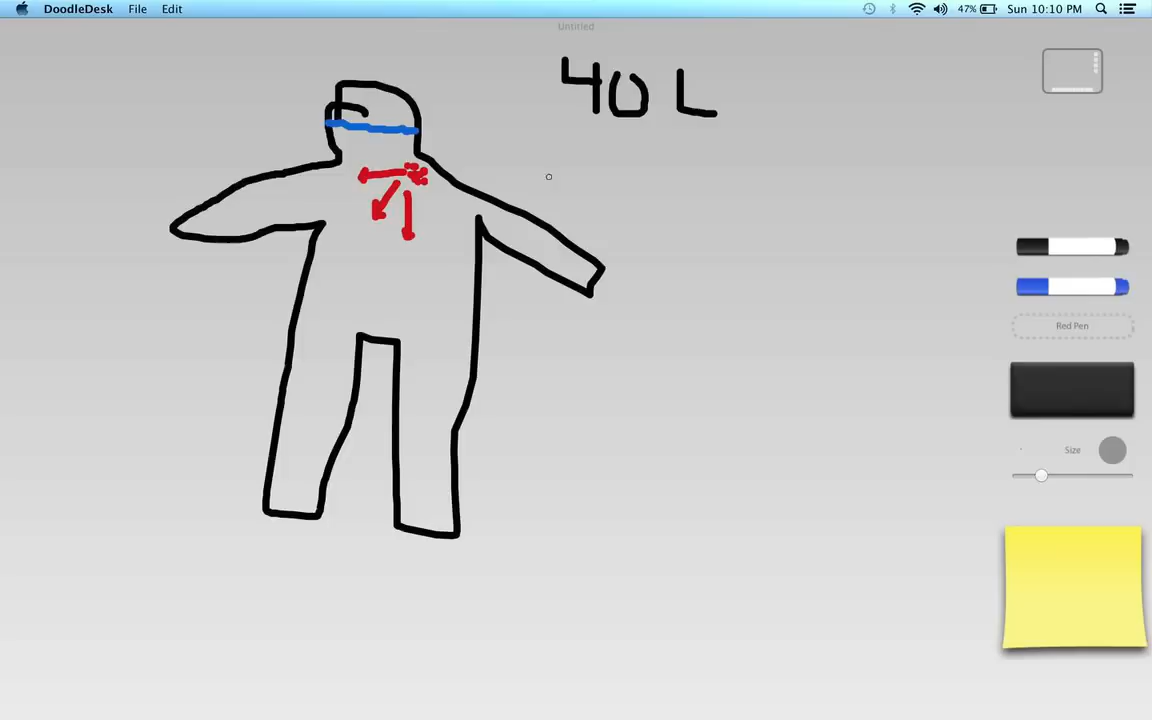 DoodleDesk File Edit 47% Sun 10:10 PM
Untitled
40 L
Red Pen
Size